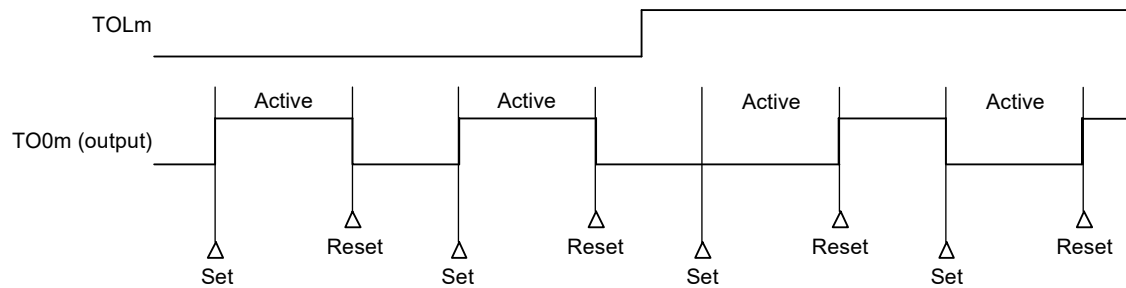 TOLm
Active Active Active Active
TO0m (output)
Reset Reset Reset Reset
Set Set Set Set